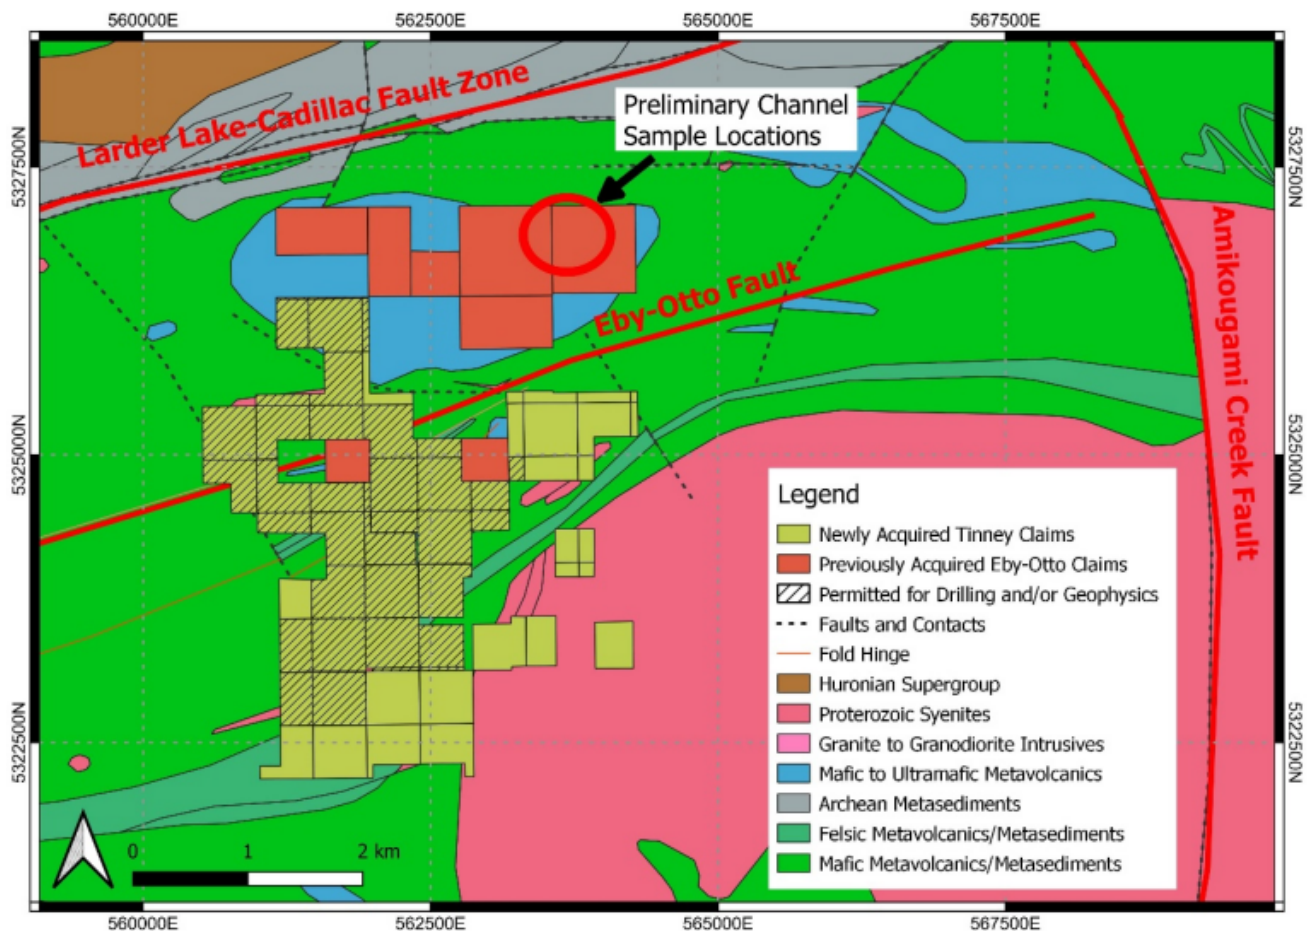 560000E 562500E 565000E 567500E
Larder Lake-Cadillac Fault Zone
Preliminary Channel
Sample Locations
5327500N
5327500N
Eby-Otto Fault
Amikougami Creek Fault
5325000N
5325000N
Legend
Newly Acquired Tinney Claims
Previously Acquired Eby-Otto Claims
Permitted for Drilling and/or Geophysics
Faults and Contacts
Fold Hinge
Huronian Supergroup
Proterozoic Syenites
Granite to Granodiorite Intrusives
Mafic to Ultramafic Metavolcanics
Archean Metasediments
Felsic Metavolcanics/Metasediments
Mafic Metavolcanics/Metasediments
5322500N
5322500N
0 1 2 km
560000E 562500E 565000E 567500E